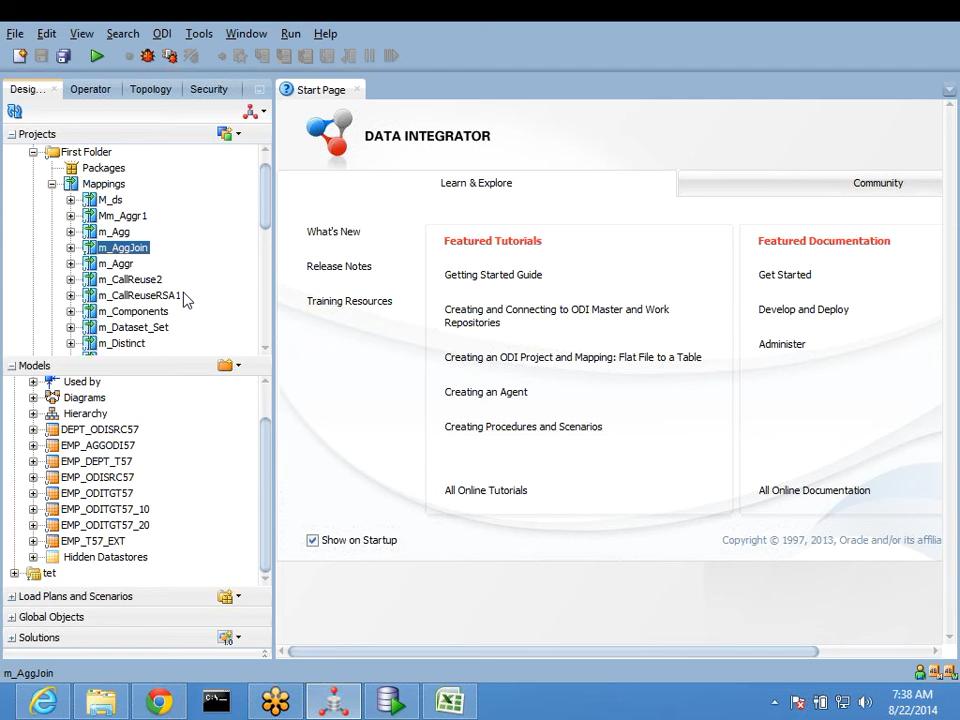 File Edit View Search ODI Tools Window Run Help
Desig... Operator Topology Security
Start Page
Projects
First Folder
Packages
Mappings
M_ds
Mm_Aggr1
m_Agg
m_AggJoin
m_Aggr
m_CallReuse2
m_CallReuseRSA1
m_Components
m_Dataset_Set
m_Distinct
Models
Used by
Diagrams
Hierarchy
DEPT_ODISRC57
EMP_AGGODI57
EMP_DEPT_T57
EMP_ODISRC57
EMP_ODITGT57
EMP_ODITGT57_10
EMP_ODITGT57_20
EMP_T57_EXT
Hidden Datastores
tet
Load Plans and Scenarios
Global Objects
Solutions
1.0
m_AggJoin
DATA INTEGRATOR
Learn & Explore
Community
What's New
Release Notes
Training Resources
Featured Tutorials
Getting Started Guide
Creating and Connecting to ODI Master and Work
Repositories
Creating an ODI Project and Mapping: Flat File to a Table
Creating an Agent
Creating Procedures and Scenarios
All Online Tutorials
Featured Documentation
Get Started
Develop and Deploy
Administer
All Online Documentation
Show on Startup
Copyright © 1997, 2013, Oracle and/or its affilia
7:38 AM
8/22/2014